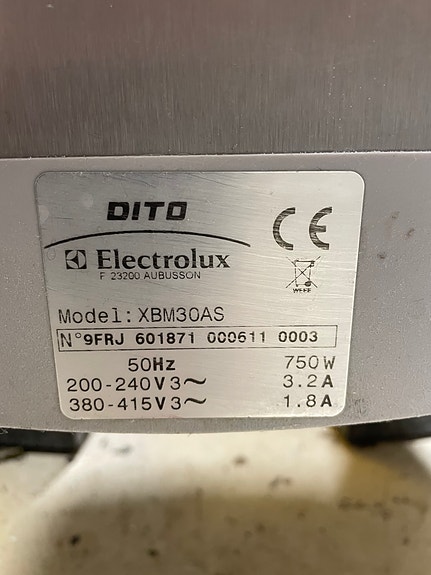 DITO
CE
Electrolux
F 23200 AUBUSSON
WEEE
Model: XBM30AS
N° 9FRJ 601871 000611 0003
50Hz 750W
200-240V3~ 3.2A
380-415V3~ 1.8A